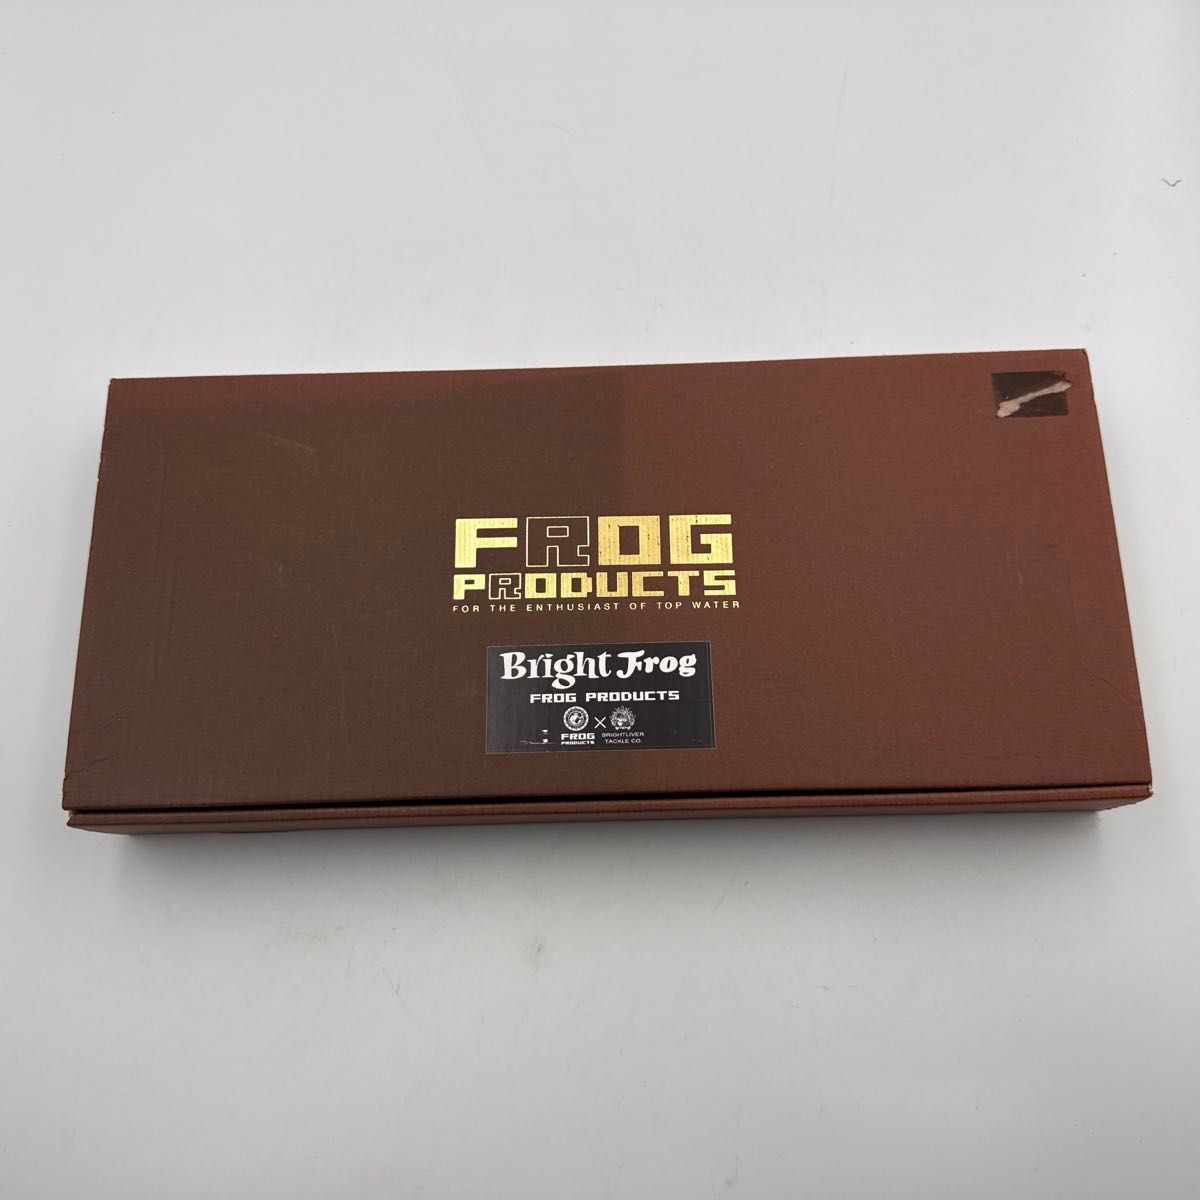 FROG
PRODUCTS
FOR THE ENTHUSIAST OF TOP WATER
Bright Frog
FROG PRODUCTS
×
FROG
PRODUCTS
BRIGHTLIVER
TACKLE CO.